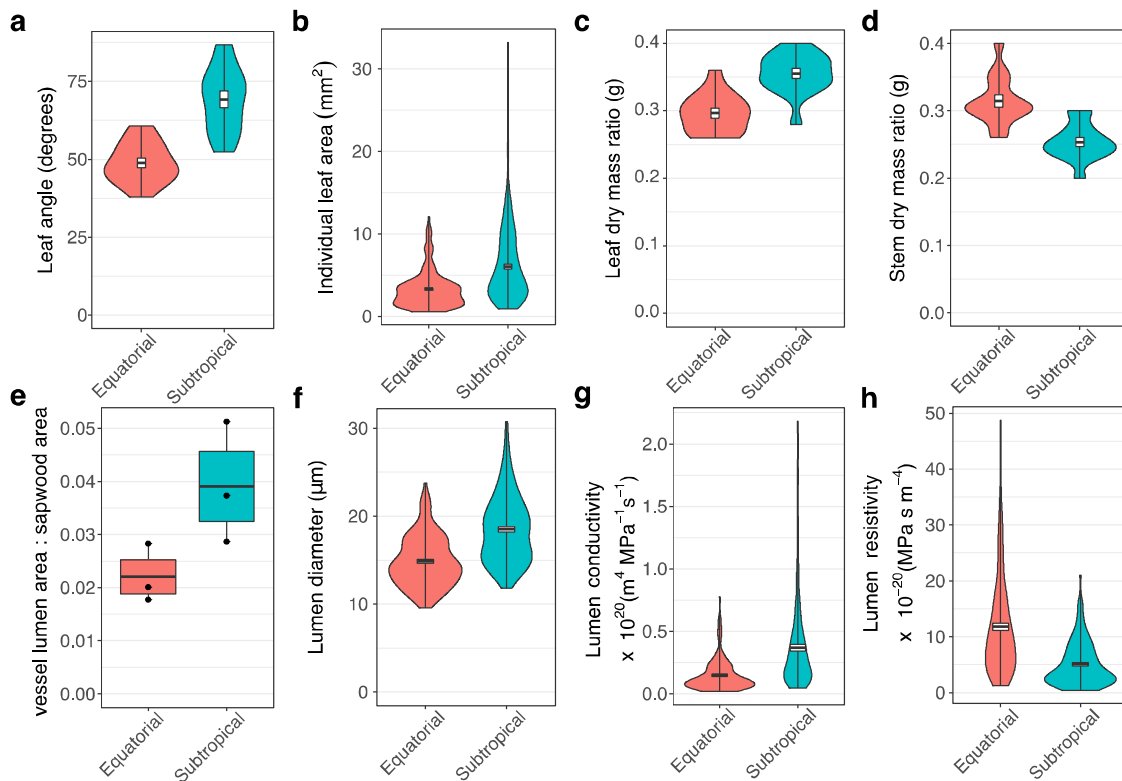 a
Leaf angle (degrees)
75
50
25
0
Equatorial
Subtropical
b
Individual leaf area (mm²)
30
20
10
0
Equatorial
Subtropical
c
Leaf dry mass ratio (g)
0.4
0.3
0.2
0.1
0.0
Equatorial
Subtropical
d
Stem dry mass ratio (g)
0.4
0.3
0.2
0.1
0.0
Equatorial
Subtropical
e
vessel lumen area : sapwood area
0.05
0.04
0.03
0.02
0.01
0.00
Equatorial
Subtropical
f
Lumen diameter (µm)
30
20
10
0
Equatorial
Subtropical
g
Lumen conductivity
x 10²⁰(m⁴ MPa⁻¹s⁻¹)
2.0
1.5
1.0
0.5
0.0
Equatorial
Subtropical
h
Lumen resistivity
x 10⁻²⁰(MPa s m⁻⁴)
50
40
30
20
10
0
Equatorial
Subtropical